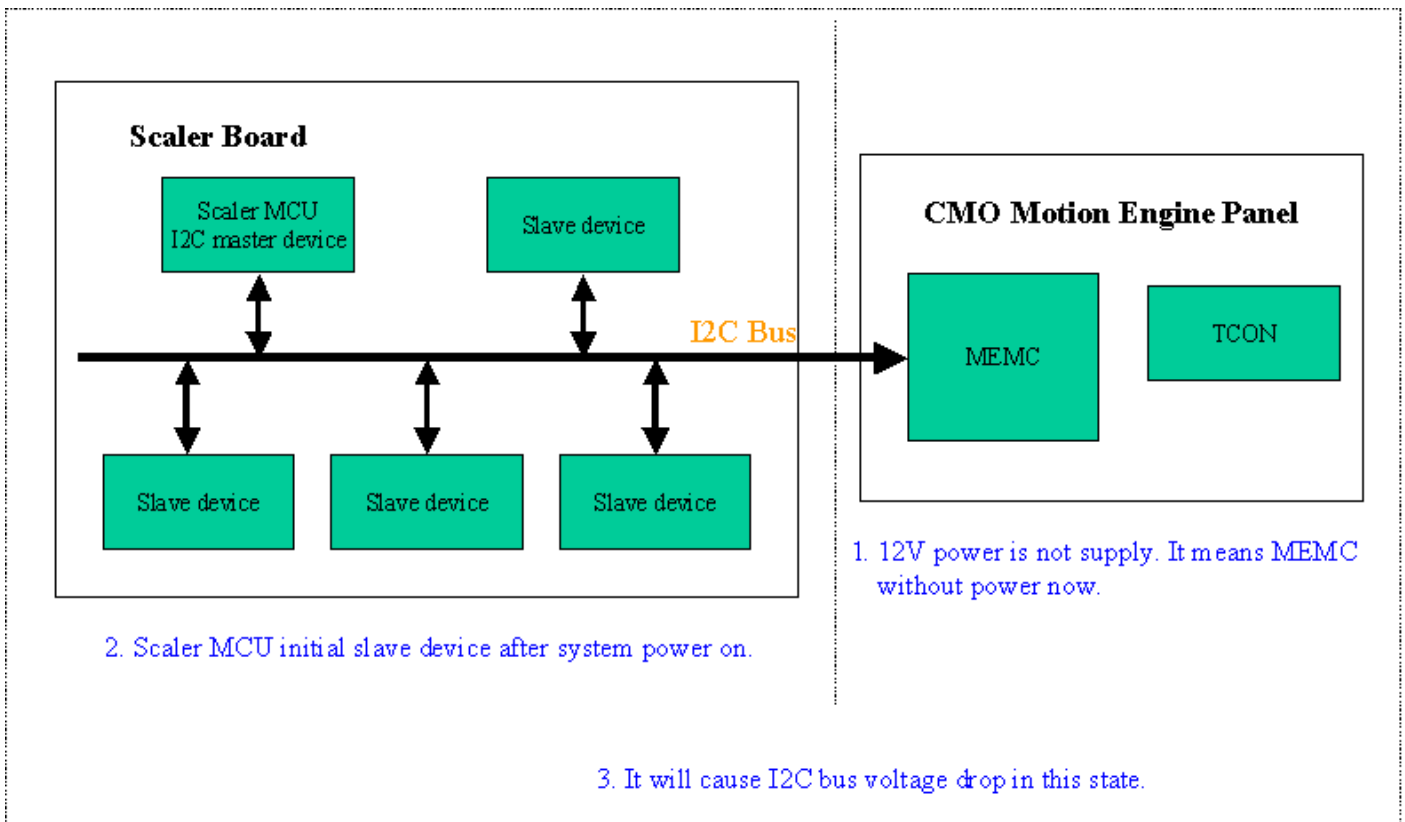 Scaler Board
Scaler MCU
I2C master device
Slave device
I2C Bus
Slave device
Slave device
Slave device
CMO Motion Engine Panel
MEMC
TCON
1. 12V power is not supply. It means MEMC
without power now.
2. Scaler MCU initial slave device after system power on.
3. It will cause I2C bus voltage drop in this state.